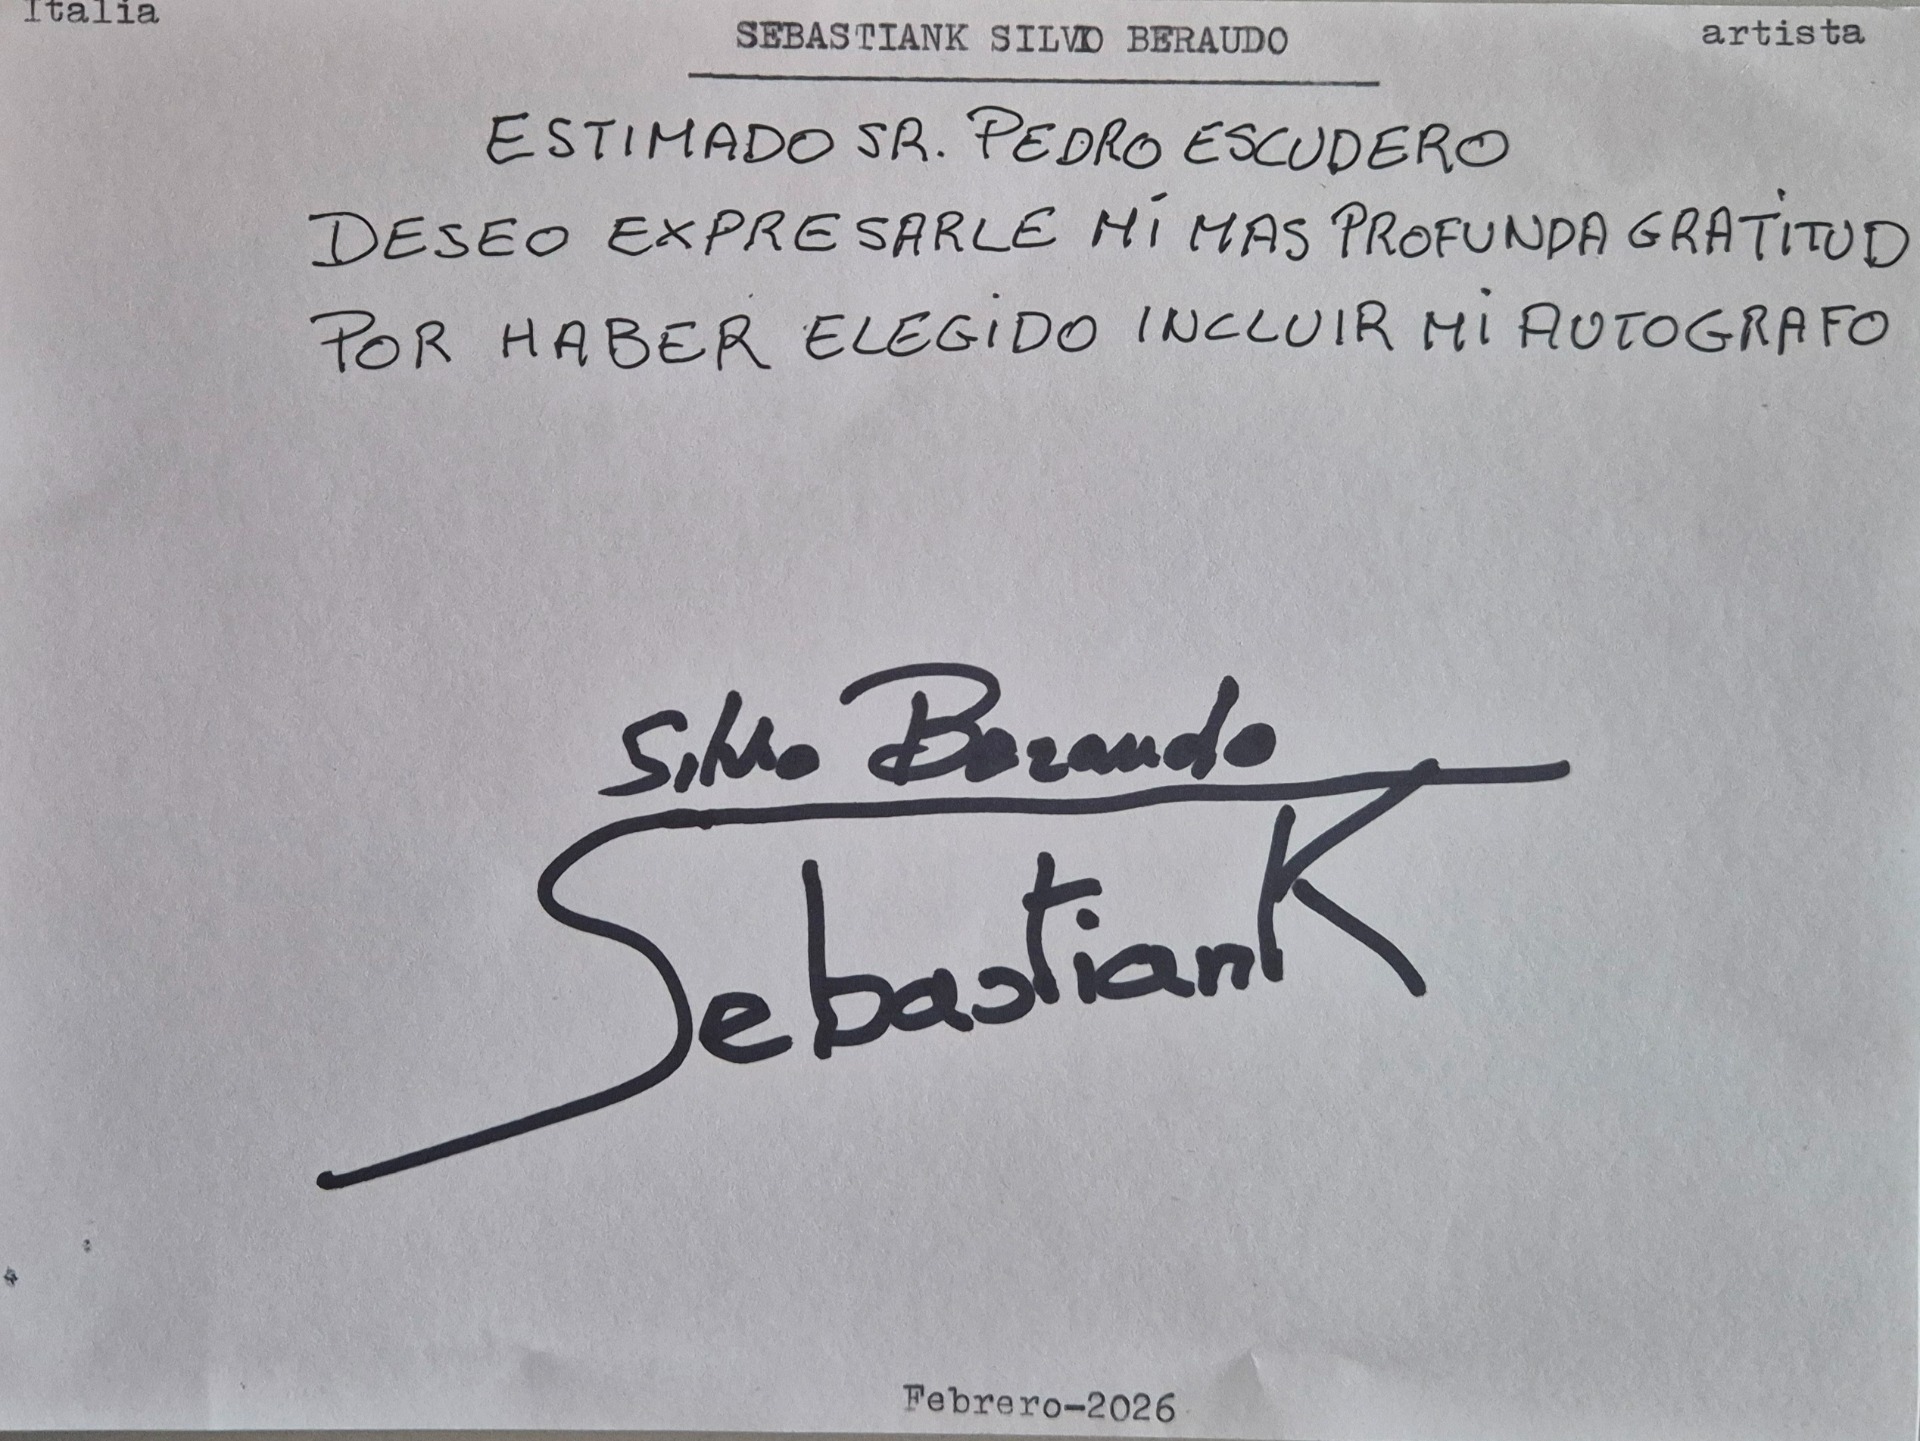 Italia
SEBASTIANK SILVIO BERAUDO
artista
ESTIMADO SR. PEDRO ESCUDERO
DESEO EXPRESARLE MI MAS PROFUNDA GRATITUD
POR HABER ELEGIDO INCLUIR MI AUTOGRAFO
Silvio Beraudo
SebastianK
Febrero-2026